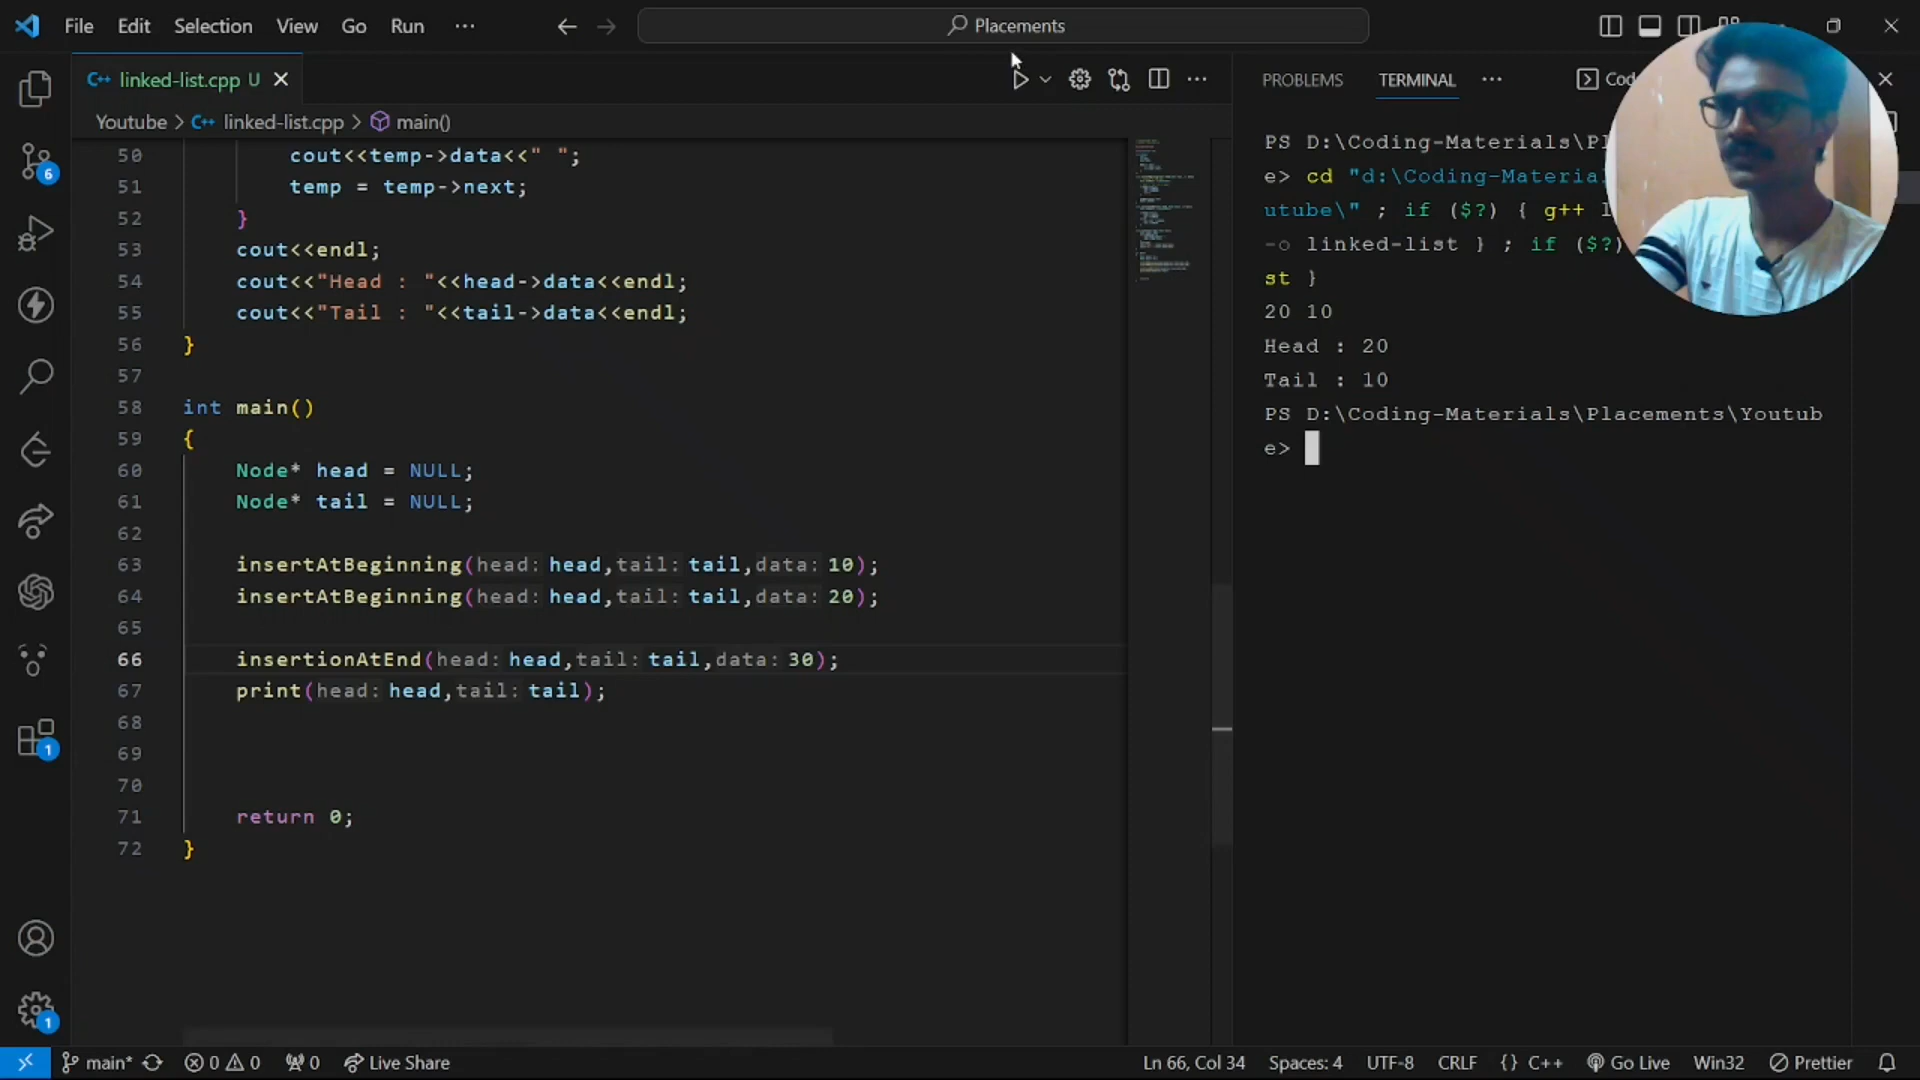 File Edit Selection View Go Run ··· Placements
linked-list.cpp U
PROBLEMS TERMINAL ···
Youtube > linked-list.cpp > main()
50 cout<<temp->data<<" ";
51 temp = temp->next;
52 }
53 cout<<endl;
54 cout<<"Head : "<<head->data<<endl;
55 cout<<"Tail : "<<tail->data<<endl;
56 }
57
58 int main()
59 {
60 Node* head = NULL;
61 Node* tail = NULL;
62
63 insertAtBeginning(head: head,tail: tail,data: 10);
64 insertAtBeginning(head: head,tail: tail,data: 20);
65
66 insertionAtEnd(head: head,tail: tail,data: 30);
67 print(head: head,tail: tail);
68
69
70
71 return 0;
72 }
PS D:\Coding-Materials\Pl
e> cd "d:\Coding-Material
utube\" ; if ($?) { g++ l
-o linked-list } ; if ($?)
st }
20 10
Head : 20
Tail : 10
PS D:\Coding-Materials\Placements\Youtub
e>
6
1
1
main* 0 0 0 Live Share Ln 66, Col 34 Spaces: 4 UTF-8 CRLF {} C++ Go Live Win32 Prettier